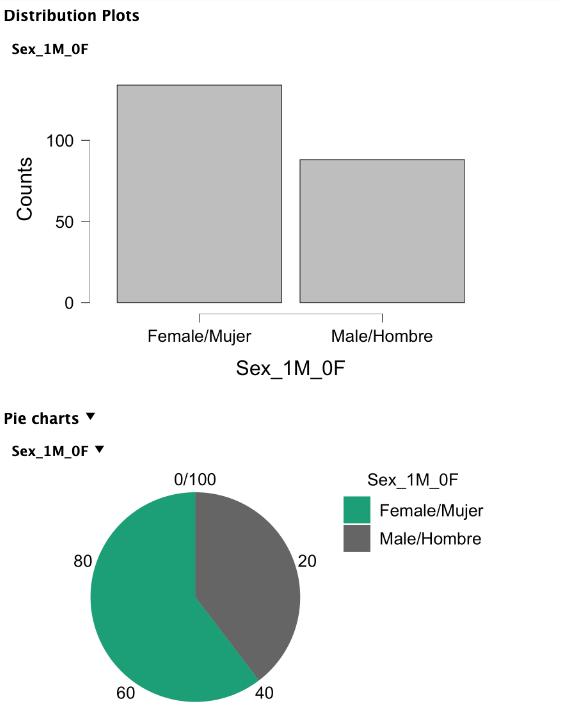 Distribution Plots
Sex_1M_0F
Counts
100
50
0
Female/Mujer Male/Hombre
Sex_1M_0F
Pie charts ▼
Sex_1M_0F ▼
0/100
20
40
60
80
Sex_1M_0F
Female/Mujer
Male/Hombre